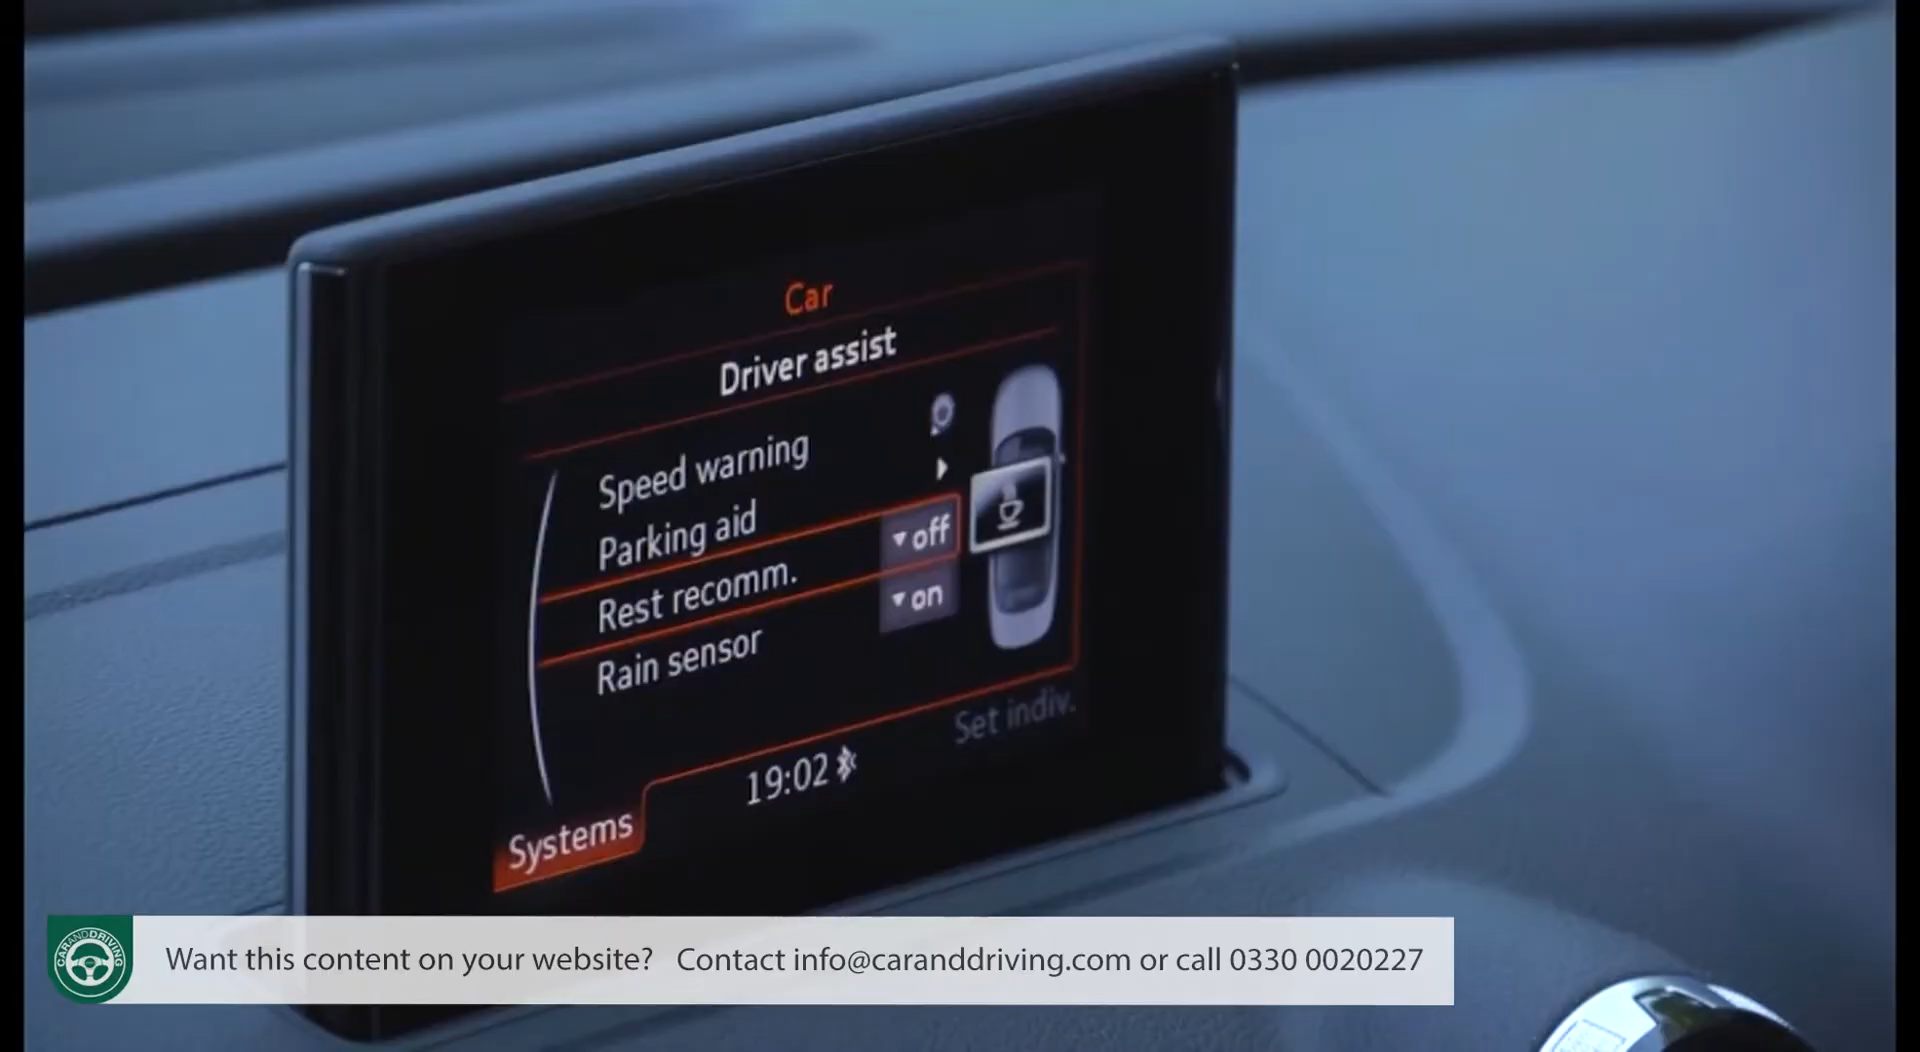 Car
Driver assist
Speed warning
Parking aid
Rest recomm. ▾ off
Rain sensor ▾ on
Set indiv.
19:02
Systems
CARANDDRIVING
Want this content on your website? Contact info@caranddriving.com or call 0330 0020227